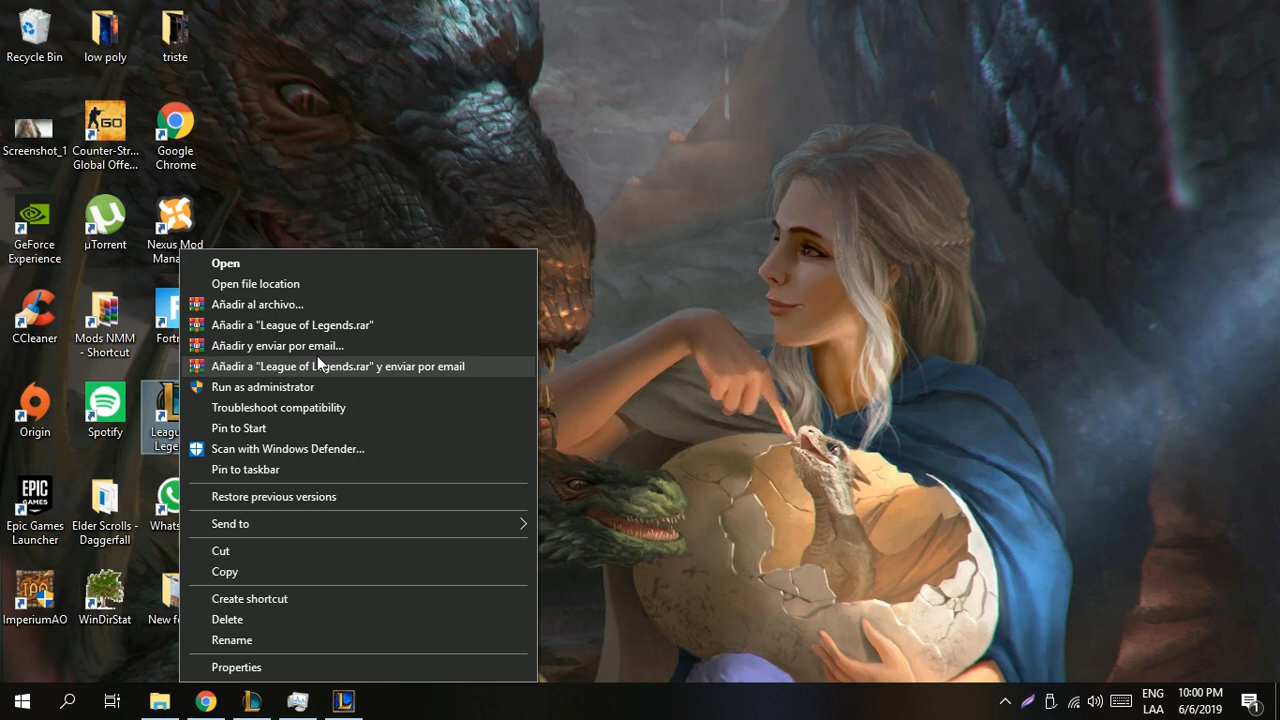 Recycle Bin
low poly
triste
Screenshot_1
Counter-Str...
Global Offe...
GO
Google
Chrome
GeForce
Experience
µTorrent
Nexus Mod
Mana
CCleaner
Mods NMM
- Shortcut
Fortn
Origin
Spotify
Leagu
Lege
EPIC
GAMES
Epic Games
Launcher
Elder Scrolls -
Daggerfall
Whats
IAO
ImperiumAO
WinDirStat
New fo
Open
Open file location
Añadir al archivo...
Añadir a "League of Legends.rar"
Añadir y enviar por email...
Añadir a "League of Legends.rar" y enviar por email
Run as administrator
Troubleshoot compatibility
Pin to Start
Scan with Windows Defender...
Pin to taskbar
Restore previous versions
Send to
Cut
Copy
Create shortcut
Delete
Rename
Properties
ENG
LAA
10:00 PM
6/6/2019
1